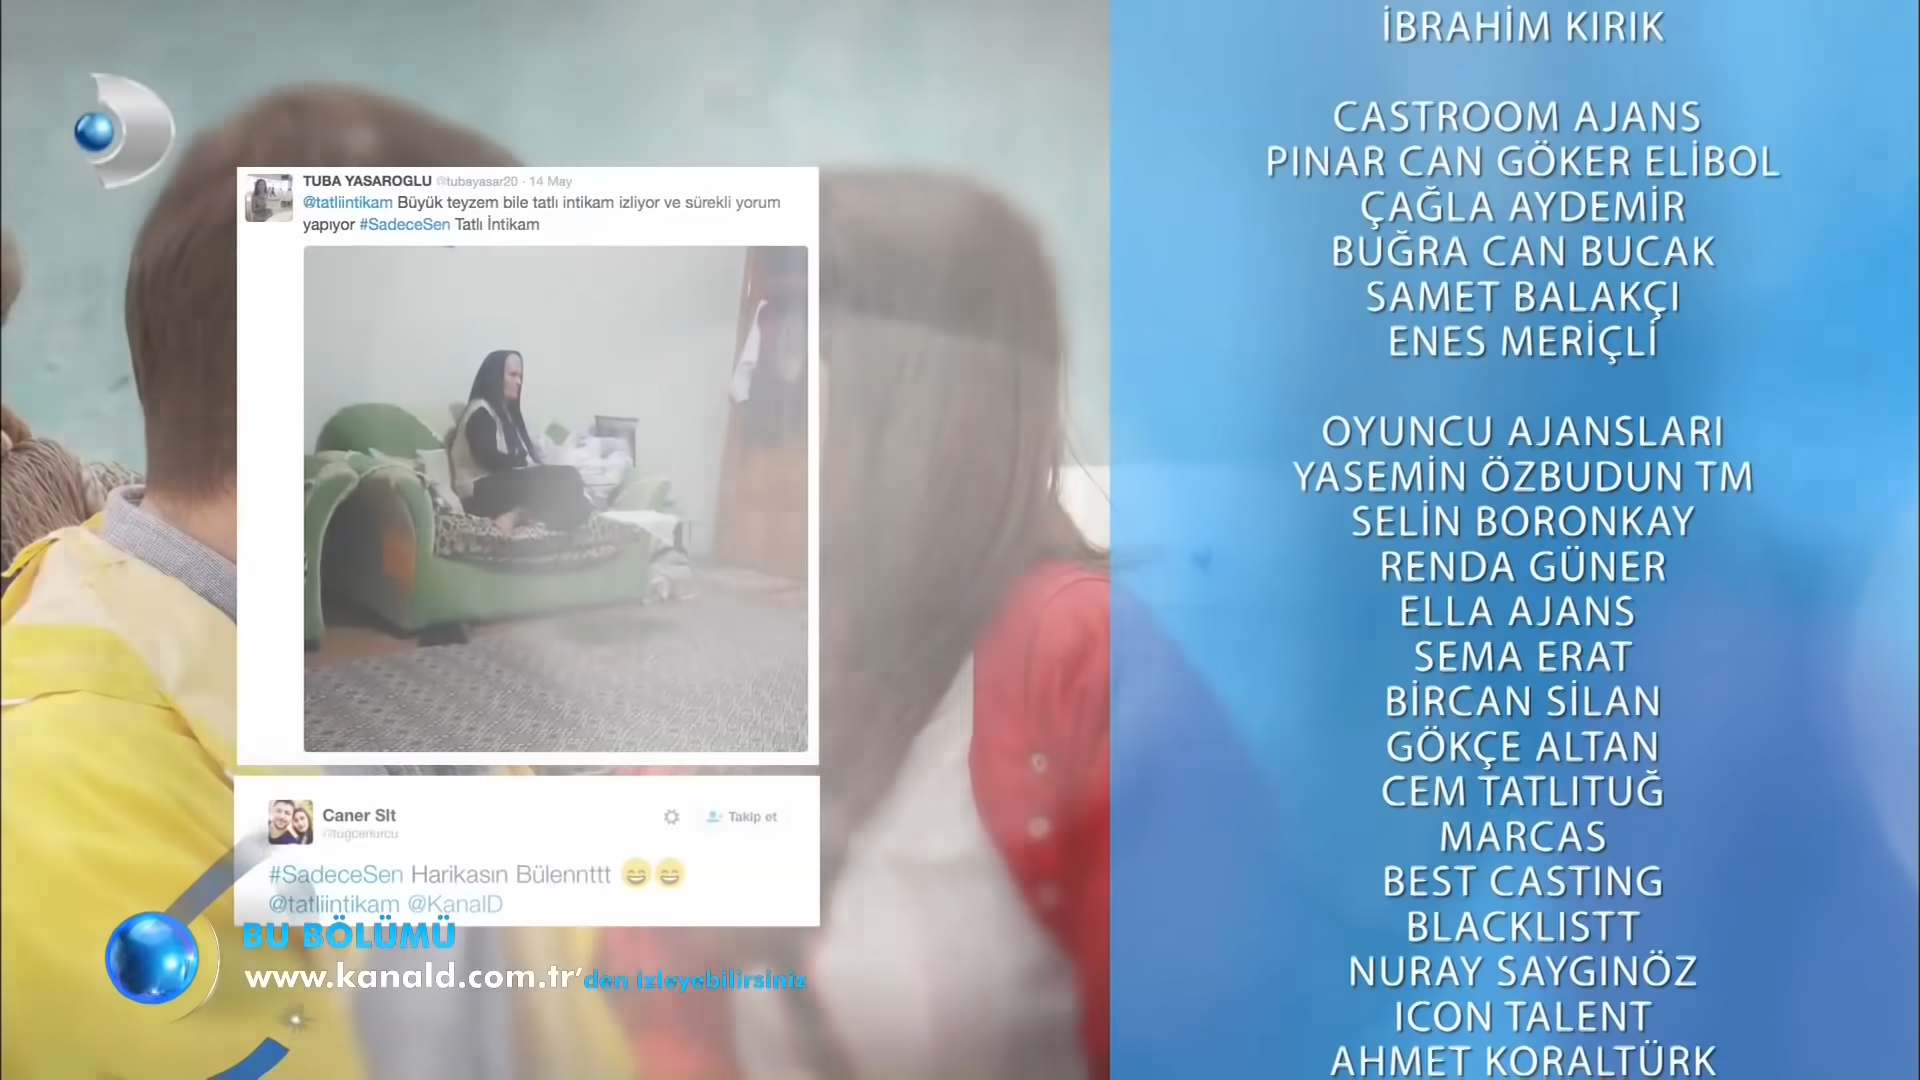 TUBA YASAROGLU @tubayasar20 · 14 May
@tatliintikam Büyük teyzem bile tatlı intikam izliyor ve sürekli yorum
yapıyor #SadeceSen Tatlı İntikam
Caner Slt
@tugcenurcu
Takip et
#SadeceSen Harikasın Bülennttt 😄😄
@tatliintikam @KanalD
BU BÖLÜMÜ
www.kanald.com.tr'den izleyebilirsiniz
İBRAHİM KIRIK
CASTROOM AJANS
PINAR CAN GÖKER ELİBOL
ÇAĞLA AYDEMİR
BUĞRA CAN BUCAK
SAMET BALAKÇI
ENES MERİÇLİ
OYUNCU AJANSLARI
YASEMİN ÖZBUDUN TM
SELİN BORONKAY
RENDA GÜNER
ELLA AJANS
SEMA ERAT
BİRCAN SİLAN
GÖKÇE ALTAN
CEM TATLITUĞ
MARCAS
BEST CASTING
BLACKLISTT
NURAY SAYGINÖZ
ICON TALENT
AHMET KORALTÜRK